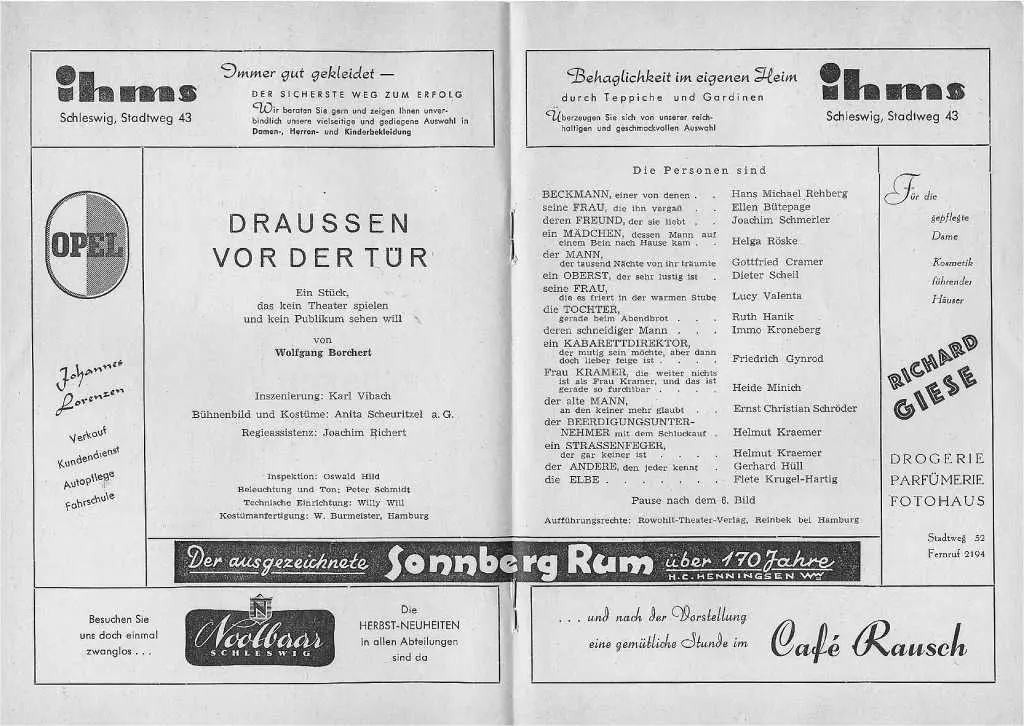 ihms
Schleswig, Stadtweg 43
Immer gut gekleidet —
DER SICHERSTE WEG ZUM ERFOLG
Wir beraten Sie gern und zeigen Ihnen unver-
bindlich unsere vielseitige und gediegene Auswahl in
Damen-, Herren- und Kinderbekleidung
OPEL
Johannes
Lorenzen
Verkauf
Kundendienst
Autopflege
Fahrschule
DRAUSSEN
VOR DER TÜR
Ein Stück,
das kein Theater spielen
und kein Publikum sehen will
von
Wolfgang Borchert
Inszenierung: Karl Vibach
Bühnenbild und Kostüme: Anita Scheuritzel a. G.
Regieassistenz: Joachim Richert
Inspektion: Oswald Hild
Beleuchtung und Ton: Peter Schmidt
Technische Einrichtung: Willy Will
Kostümanfertigung: W. Burmeister, Hamburg
Behaglichkeit im eigenen Heim
durch Teppiche und Gardinen
Überzeugen Sie sich von unserer reich-
haltigen und geschmackvollen Auswahl
ihms
Schleswig, Stadtweg 43
Die Personen sind
BECKMANN, einer von denen . . Hans Michael Rehberg
seine FRAU, die ihn vergaß . . Ellen Bütepage
deren FREUND, der sie liebt . . Joachim Schmerler
ein MÄDCHEN, dessen Mann auf
einem Bein nach Hause kam . . Helga Röske
der MANN,
der tausend Nächte von ihr träumte Gottfried Cramer
ein OBERST, der sehr lustig ist . Dieter Schell
seine FRAU,
die es friert in der warmen Stube Lucy Valenta
die TOCHTER,
gerade beim Abendbrot . . . Ruth Hanik
deren schneidiger Mann . . . Immo Kroneberg
ein KABARETTDIREKTOR,
der mutig sein möchte, aber dann
doch lieber feige ist . . . . Friedrich Gynrod
Frau KRAMER, die weiter nichts
ist als Frau Kramer, und das ist
gerade so furchtbar . . . . Heide Minich
der alte MANN,
an den keiner mehr glaubt . . Ernst Christian Schröder
der BEERDIGUNGSUNTER-
NEHMER mit dem Schluckauf . Helmut Kraemer
ein STRASSENFEGER,
der gar keiner ist . . . . Helmut Kraemer
der ANDERE, den jeder kennt . Gerhard Hüll
die ELBE . . . . . . . Fiete Krugel-Hartig
Pause nach dem 6. Bild
Aufführungsrechte: Rowohlt-Theater-Verlag, Reinbek bei Hamburg
Für die
gepflegte
Dame
Kosmetik
führender
Häuser
RICHARD
GIESE
DROGERIE
PARFÜMERIE
FOTOHAUS
Stadtweg 52
Fernruf 2194
Der ausgezeichnete Sonnberg Rum über 170 Jahre
H. C. HENNINGSEN WWE
Besuchen Sie
uns doch einmal
zwanglos . . .
N
Noolbaar
SCHLESWIG
Die
HERBST-NEUHEITEN
in allen Abteilungen
sind da
. . . und nach der Vorstellung
eine gemütliche Stunde im
Café Rausch